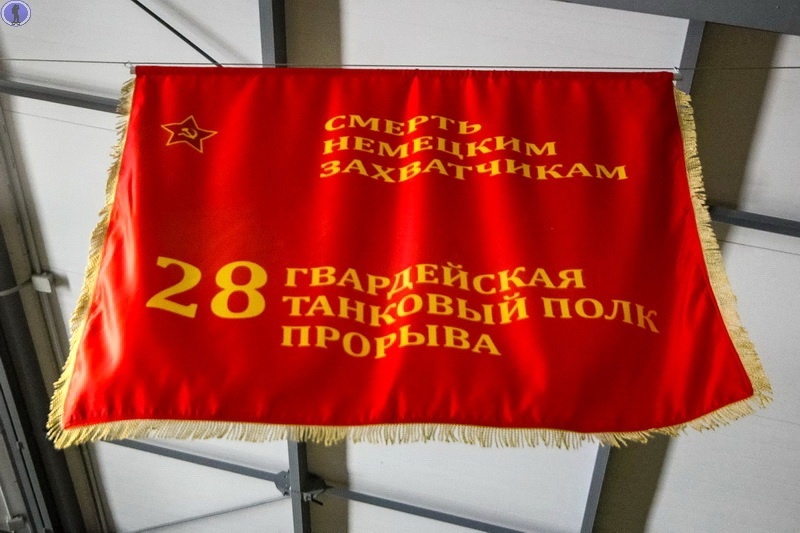 СМЕРТЬ
НЕМЕЦКИМ
ЗАХВАТЧИКАМ
28 ГВАРДЕЙСКАЯ
ТАНКОВЫЙ ПОЛК
ПРОРЫВА